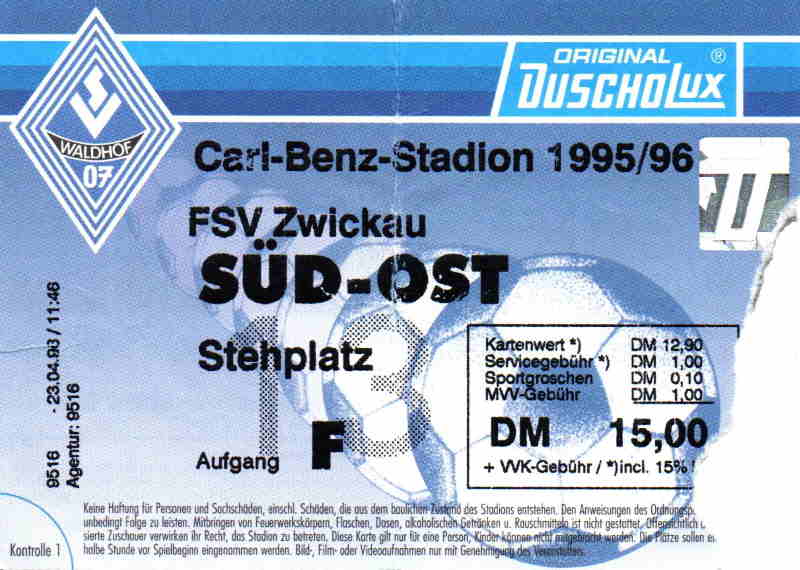 ORIGINAL ®
DUSCHOLUX
SV
WALDHOF
07
Carl-Benz-Stadion 1995/96
FSV Zwickau
SÜD-OST
13
Stehplatz
Aufgang F
Kartenwert *) DM 12,90
Servicegebühr *) DM 1,00
Sportgroschen DM 0,10
MVV-Gebühr DM 1,00
DM 15,00
+ VVK-Gebühr / *) incl. 15%
9516 - 23.04.96 / 11:46
Agentur: 9516
Kontrolle 1
Keine Haftung für Personen und Sachschäden, einschl. Schäden, die aus dem baulichen Zustand des Stadions entstehen. Den Anweisungen des Ordnungsp
unbedingt Folge zu leisten. Mitbringen von Feuerwerkskörpern, Flaschen, Dosen, alkoholischen Getränken u. Rauschmitteln ist nicht gestattet. Offensichtlich
sierte Zuschauer verwirken ihr Recht, das Stadion zu betreten. Diese Karte gilt nur für eine Person, Kinder können nicht mitgebracht werden. Die Plätze sollen
halbe Stunde vor Spielbeginn eingenommen werden. Bild-, Film- oder Videoaufnahmen nur mit Genehmigung des Veranstalters.